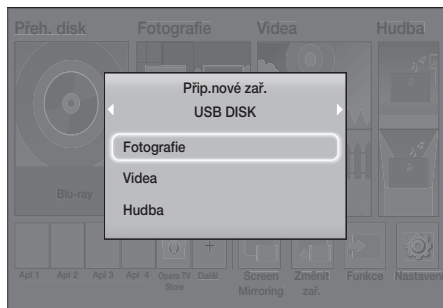 Přeh. disk Fotografie Videa Hudba
Přip.nové zař.
USB DISK
Fotografie
Videa
Hudba
Blu-ray
Apl 1 Apl 2 Apl 3 Apl 4 Opera TV Store Další Screen Mirroring Změnit zař. Funkce Nastavení